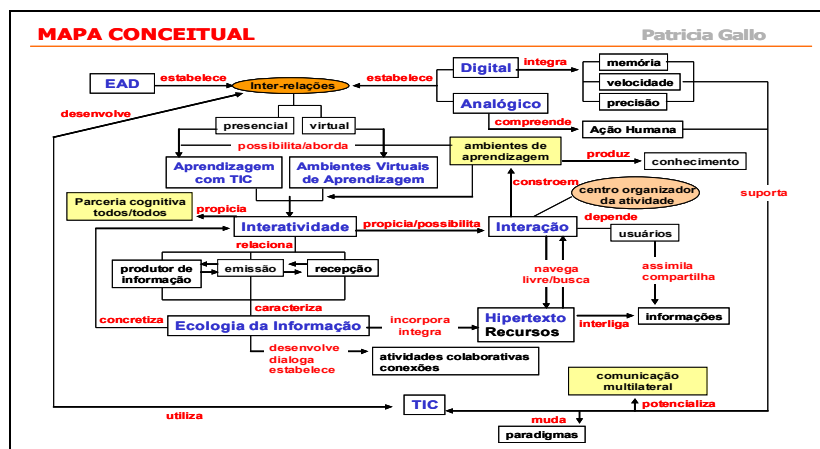 MAPA CONCEITUAL
Patricia Gallo
EAD
estabelece
Inter-relações
estabelece
Digital
integra
memória
velocidade
precisão
desenvolve
Analógico
compreende
Ação Humana
presencial
virtual
possibilita/aborda
ambientes de
aprendizagem
produz
conhecimento
Aprendizagem
com TIC
Ambientes Virtuais
de Aprendizagem
constroem
centro organizador
da atividade
suporta
Parceria cognitiva
todos/todos
propicia
Interatividade
propicia/possibilita
Interação
depende
usuários
relaciona
produtor de
informação
emissão
recepção
navega
livre/busca
assimila
compartilha
caracteriza
concretiza
Ecologia da Informação
incorpora
integra
Hipertexto
Recursos
interliga
informações
desenvolve
dialoga
estabelece
atividades colaborativas
conexões
comunicação
multilateral
utiliza
TIC
potencializa
muda
paradigmas